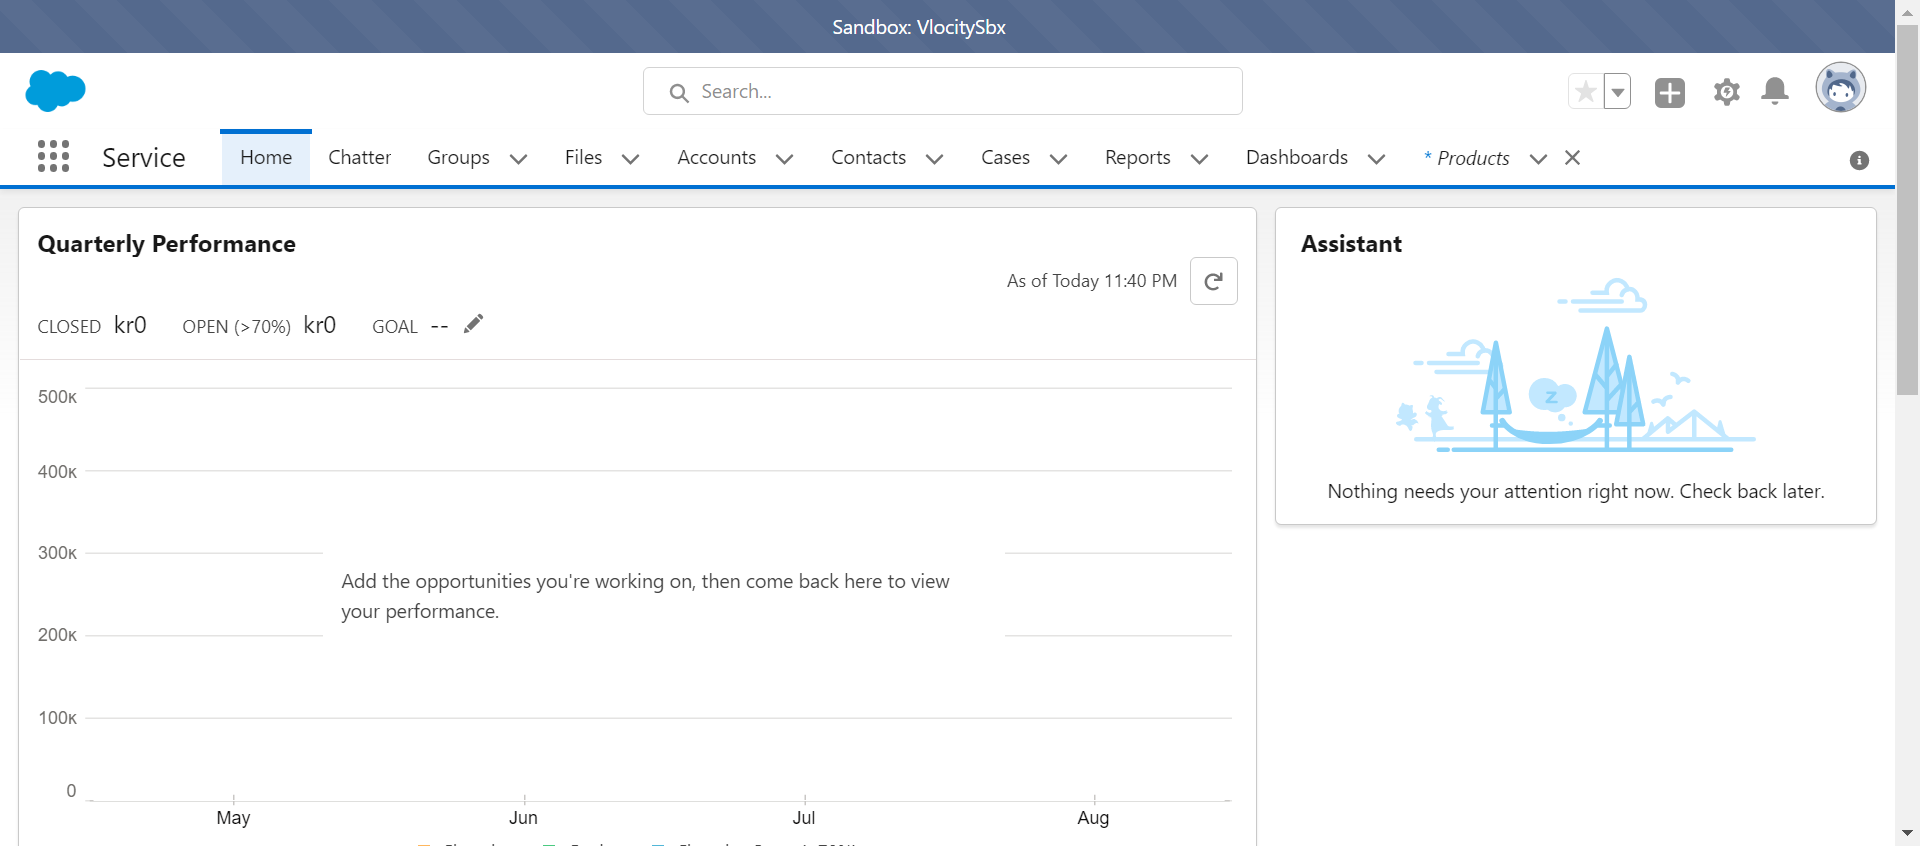 Sandbox: VlocitySbx
Search...
Service
Home
Chatter
Groups
Files
Accounts
Contacts
Cases
Reports
Dashboards
* Products
Quarterly Performance
As of Today 11:40 PM
CLOSED kr0 OPEN (>70%) kr0 GOAL --
500K
400K
300K
200K
100K
0
Add the opportunities you're working on, then come back here to view
your performance.
May Jun Jul Aug
Assistant
z
Nothing needs your attention right now. Check back later.